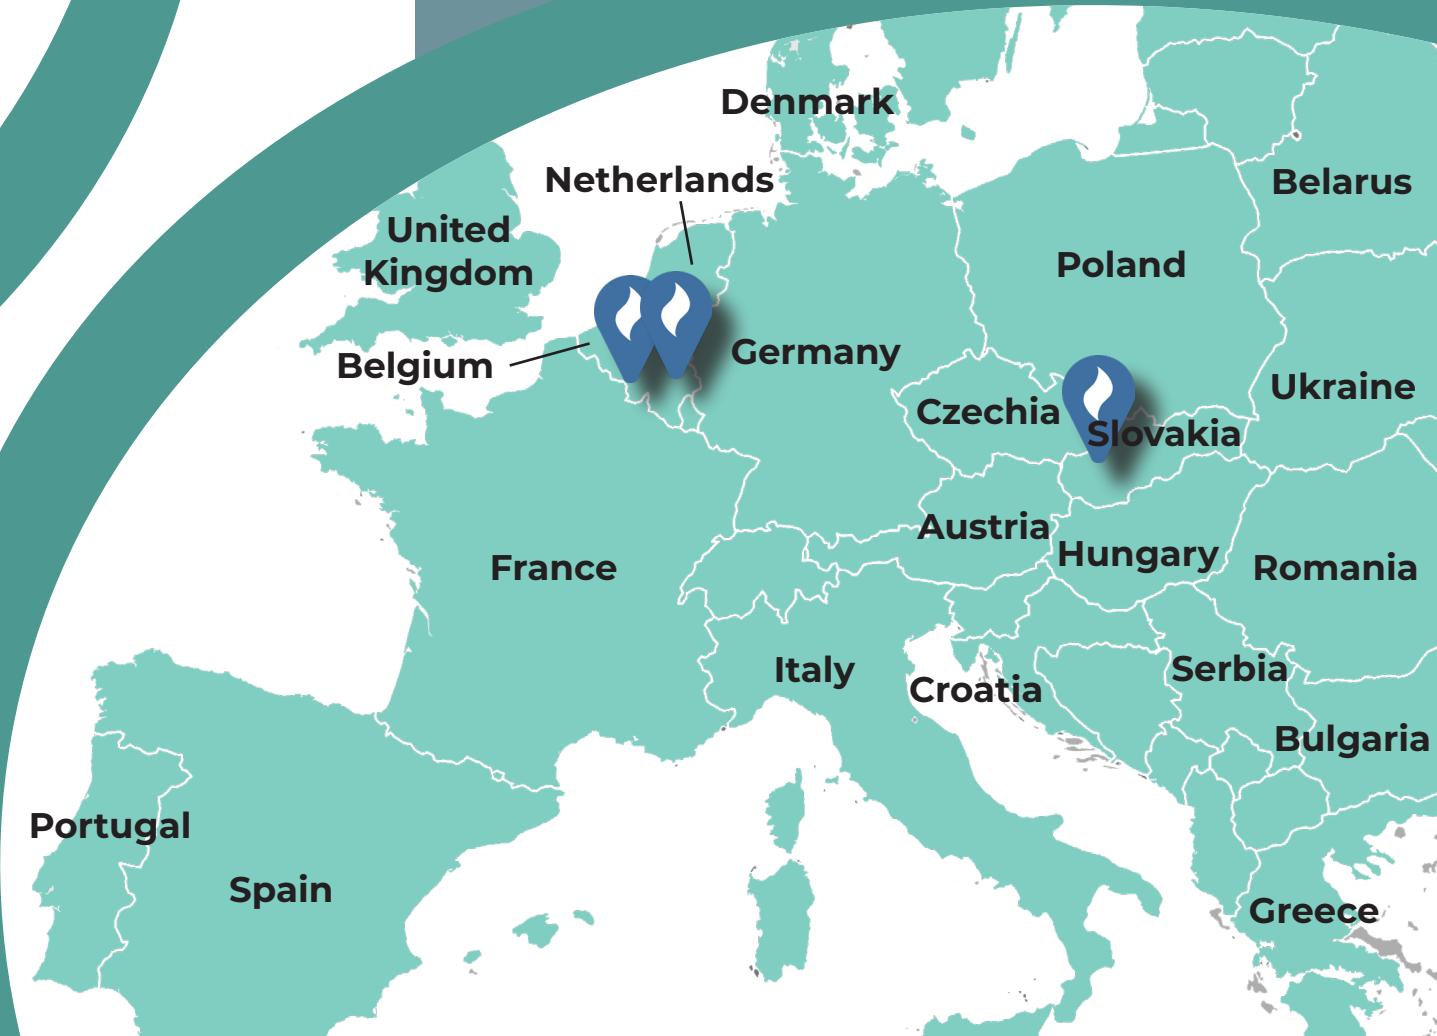 Denmark
Netherlands
Belarus
United
Kingdom
Poland
Belgium
Germany
Ukraine
Czechia
Slovakia
Austria
Hungary
France
Romania
Italy
Serbia
Croatia
Bulgaria
Portugal
Spain
Greece